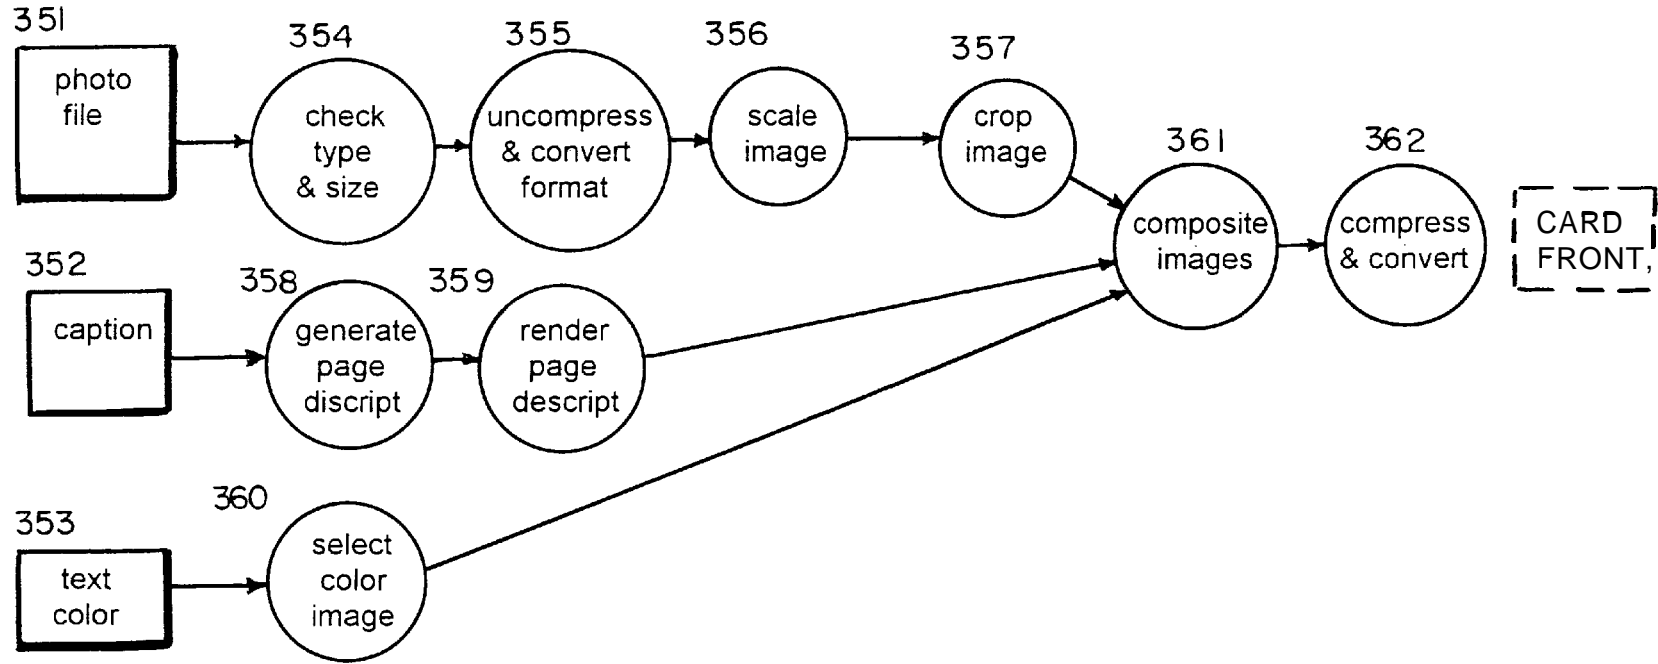 351
photo
file
354
check
type
& size
355
uncompress
& convert
format
356
scale
image
357
crop
image
361
composite
images
362
compress
& convert
CARD
FRONT,
352
caption
358
generate
page
discript
359
render
page
descript
353
text
color
360
select
color
image